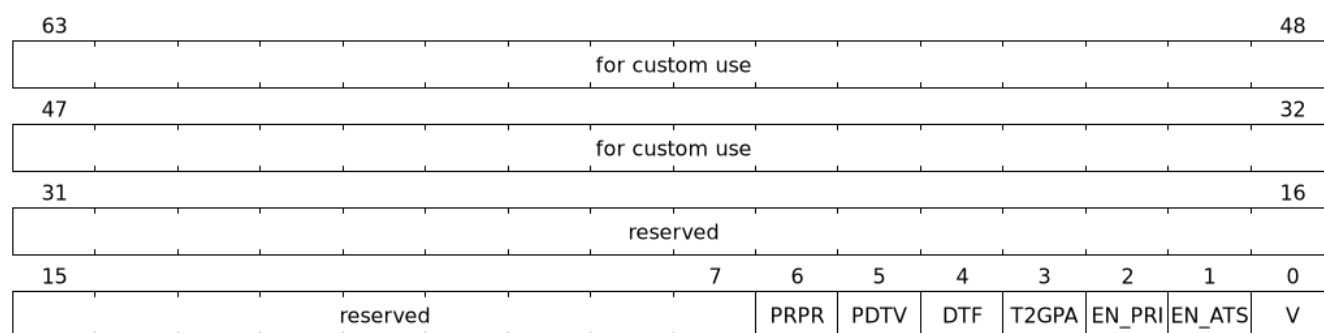 63 48
for custom use
47 32
for custom use
31 16
reserved
15 7 6 5 4 3 2 1 0
reserved PRPR PDTV DTF T2GPA EN_PRI EN_ATS V